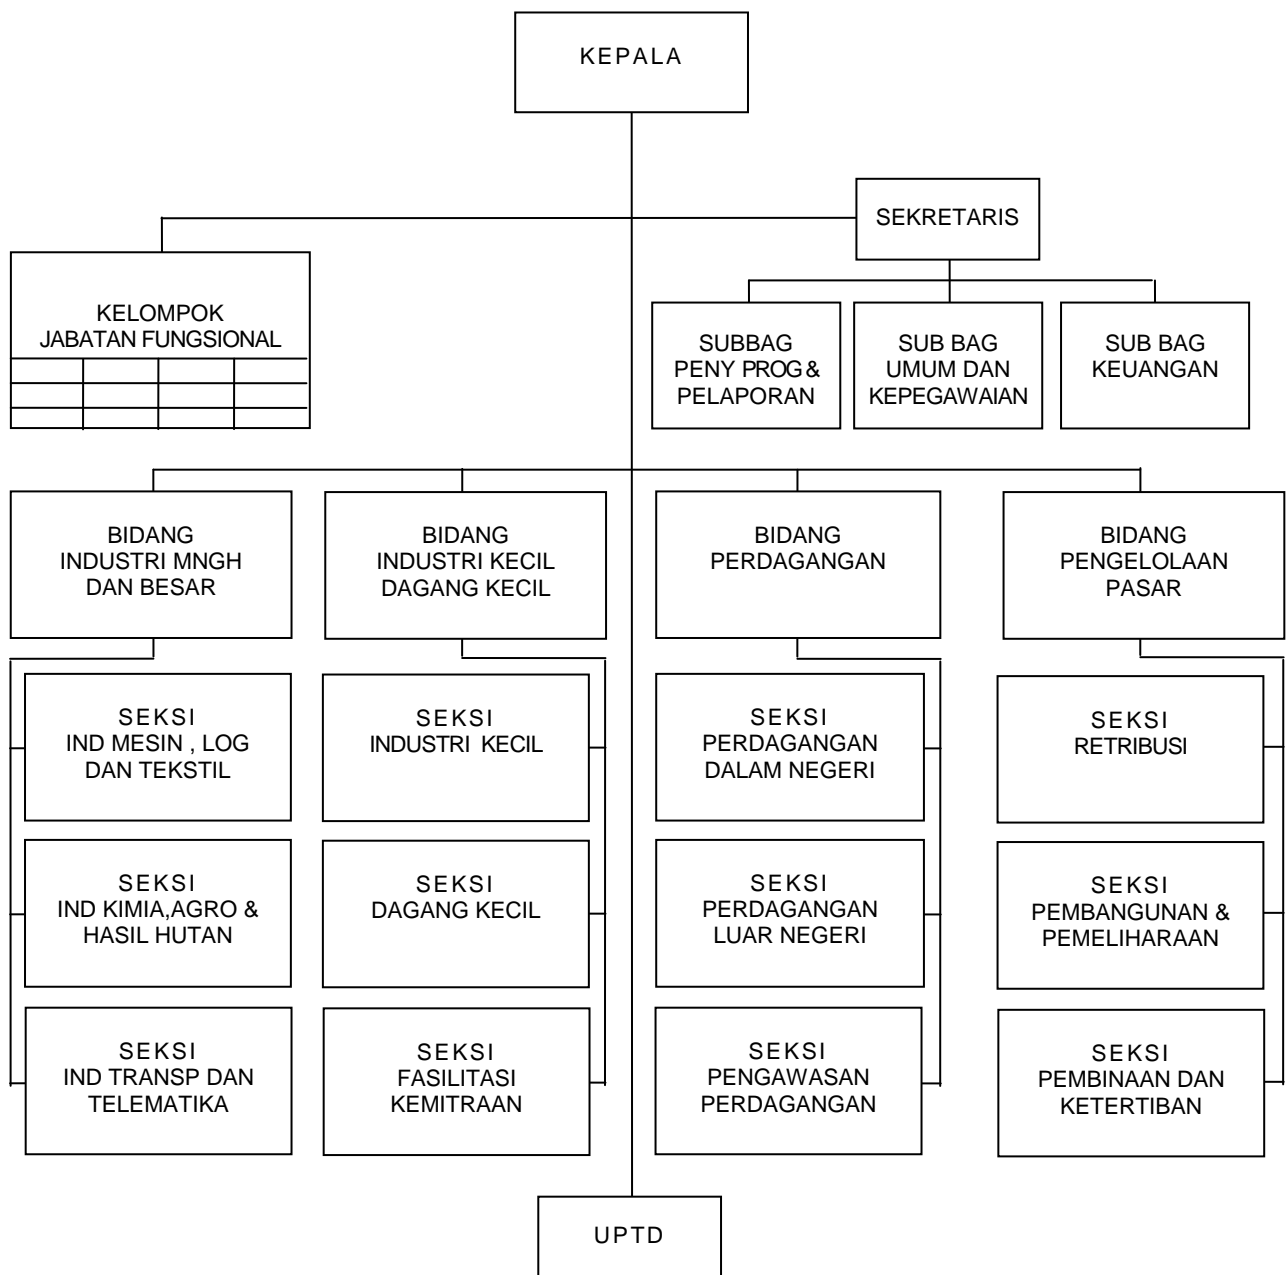 KEPALA
SEKRETARIS
KELOMPOK
JABATAN FUNGSIONAL
SUBBAG
PENY PROG &
PELAPORAN
SUB BAG
UMUM DAN
KEPEGAWAIAN
SUB BAG
KEUANGAN
BIDANG
INDUSTRI MNGH
DAN BESAR
BIDANG
INDUSTRI KECIL
DAGANG KECIL
BIDANG
PERDAGANGAN
BIDANG
PENGELOLAAN
PASAR
SEKSI
IND MESIN , LOG
DAN TEKSTIL
SEKSI
INDUSTRI KECIL
SEKSI
PERDAGANGAN
DALAM NEGERI
SEKSI
RETRIBUSI
SEKSI
IND KIMIA,AGRO &
HASIL HUTAN
SEKSI
DAGANG KECIL
SEKSI
PERDAGANGAN
LUAR NEGERI
SEKSI
PEMBANGUNAN &
PEMELIHARAAN
SEKSI
IND TRANSP DAN
TELEMATIKA
SEKSI
FASILITASI
KEMITRAAN
SEKSI
PENGAWASAN
PERDAGANGAN
SEKSI
PEMBINAAN DAN
KETERTIBAN
UPTD